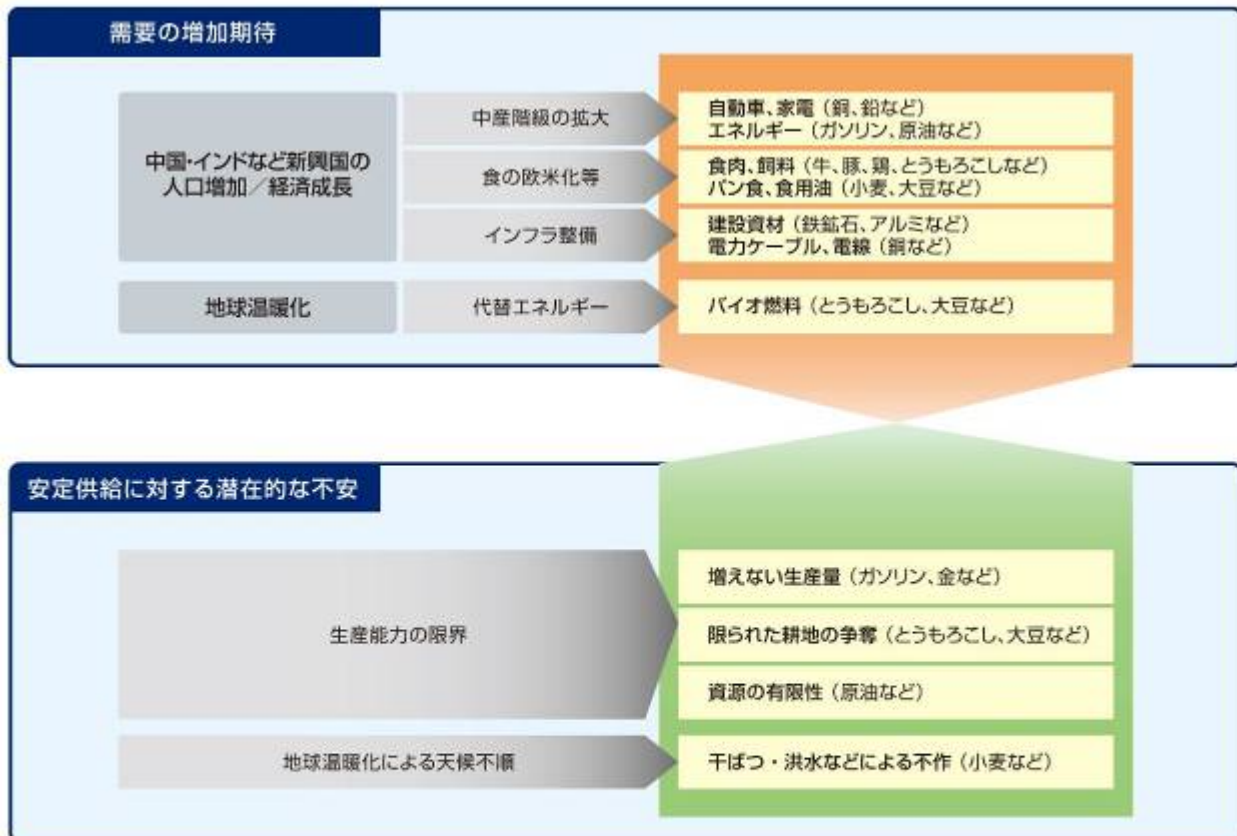 需要の増加期待
中国・インドなど新興国の
人口増加／経済成長
中産階級の拡大
自動車、家電（銅、鉛など）
エネルギー（ガソリン、原油など）
食の欧米化等
食肉、飼料（牛、豚、鶏、とうもろこしなど）
パン食、食用油（小麦、大豆など）
インフラ整備
建設資材（鉄鉱石、アルミなど）
電力ケーブル、電線（銅など）
地球温暖化
代替エネルギー
バイオ燃料（とうもろこし、大豆など）
安定供給に対する潜在的な不安
生産能力の限界
増えない生産量（ガソリン、金など）
限られた耕地の争奪（とうもろこし、大豆など）
資源の有限性（原油など）
地球温暖化による天候不順
干ばつ・洪水などによる不作（小麦など）